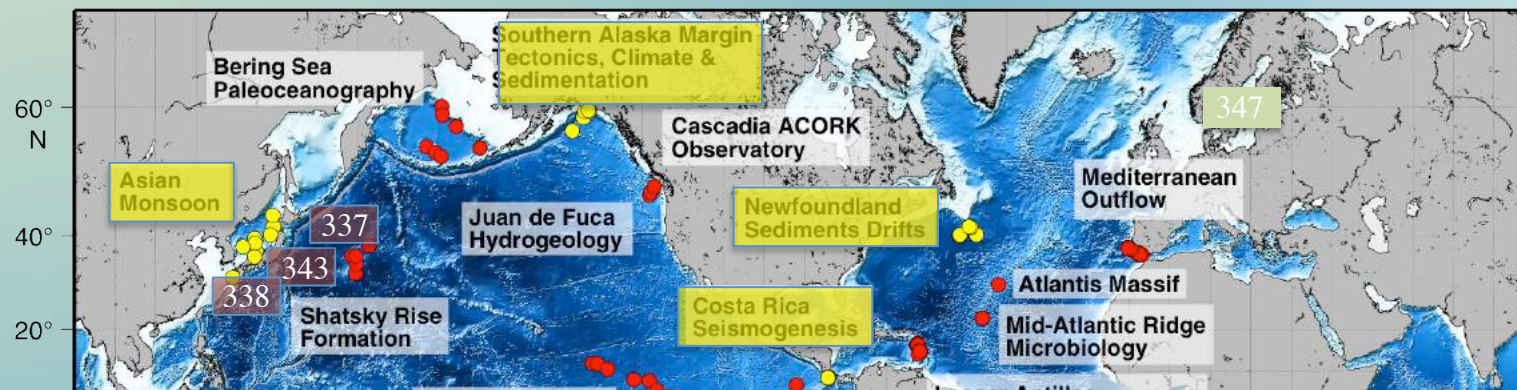 Southern Alaska Margin
Tectonics, Climate &
Sedimentation
Bering Sea
Paleoceanography
60°
N
347
Cascadia ACORK
Observatory
Asian
Monsoon
Mediterranean
Outflow
Newfoundland
Sediments Drifts
337
Juan de Fuca
Hydrogeology
40°
343
338
Atlantis Massif
Costa Rica
Seismogenesis
Shatsky Rise
Formation
20°
Mid-Atlantic Ridge
Microbiology